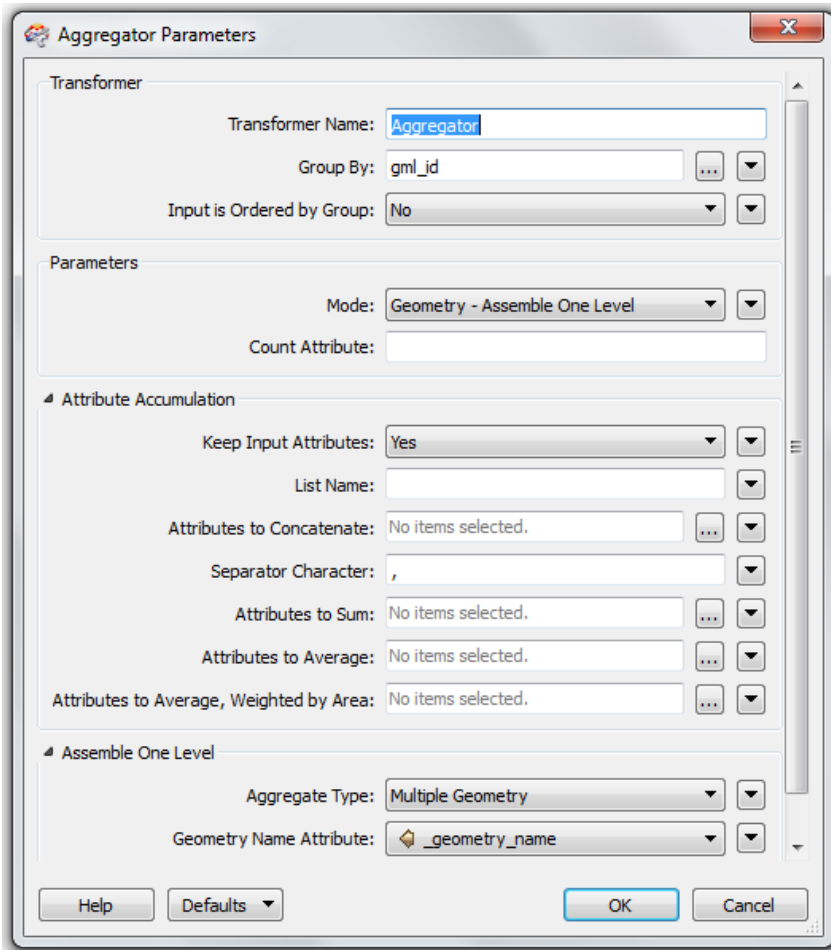 Aggregator Parameters
Transformer
Transformer Name: Aggregator
Group By: gml_id ...
Input is Ordered by Group: No
Parameters
Mode: Geometry - Assemble One Level
Count Attribute:
Attribute Accumulation
Keep Input Attributes: Yes
List Name:
Attributes to Concatenate: No items selected. ...
Separator Character: ,
Attributes to Sum: No items selected. ...
Attributes to Average: No items selected. ...
Attributes to Average, Weighted by Area: No items selected. ...
Assemble One Level
Aggregate Type: Multiple Geometry
Geometry Name Attribute: _geometry_name
Help Defaults OK Cancel